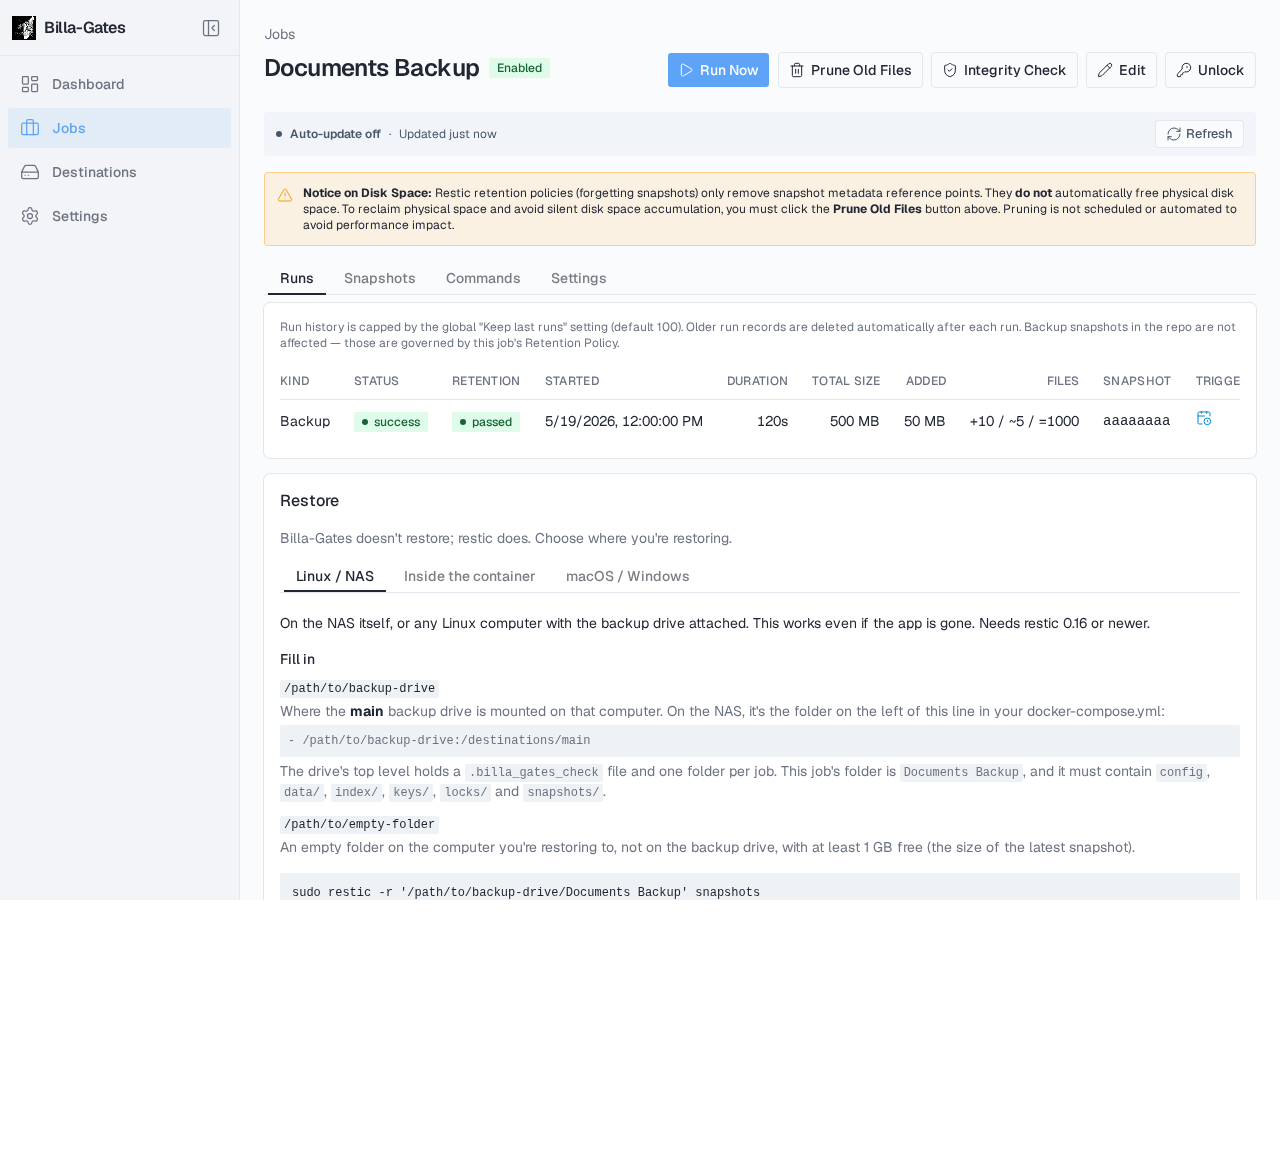 Billa-Gates
Dashboard
Jobs
Destinations
Settings
Jobs
Documents Backup
Enabled
Run Now
Prune Old Files
Integrity Check
Edit
Unlock
Auto-update off · Updated just now
Refresh
Notice on Disk Space: Restic retention policies (forgetting snapshots) only remove snapshot metadata reference points. They do not automatically free physical disk
space. To reclaim physical space and avoid silent disk space accumulation, you must click the Prune Old Files button above. Pruning is not scheduled or automated to
avoid performance impact.
Runs Snapshots Commands Settings
Run history is capped by the global "Keep last runs" setting (default 100). Older run records are deleted automatically after each run. Backup snapshots in the repo are not
affected — those are governed by this job's Retention Policy.
KIND STATUS RETENTION STARTED DURATION TOTAL SIZE ADDED FILES SNAPSHOT TRIGGE
Backup success passed 5/19/2026, 12:00:00 PM 120s 500 MB 50 MB +10 / ~5 / =1000 aaaaaaaa
Restore
Billa-Gates doesn't restore; restic does. Choose where you're restoring.
Linux / NAS Inside the container macOS / Windows
On the NAS itself, or any Linux computer with the backup drive attached. This works even if the app is gone. Needs restic 0.16 or newer.
Fill in
/path/to/backup-drive
Where the main backup drive is mounted on that computer. On the NAS, it's the folder on the left of this line in your docker-compose.yml:
- /path/to/backup-drive:/destinations/main
The drive's top level holds a .billa_gates_check file and one folder per job. This job's folder is Documents Backup, and it must contain config,
data/, index/, keys/, locks/ and snapshots/.
/path/to/empty-folder
An empty folder on the computer you're restoring to, not on the backup drive, with at least 1 GB free (the size of the latest snapshot).
sudo restic -r '/path/to/backup-drive/Documents Backup' snapshots